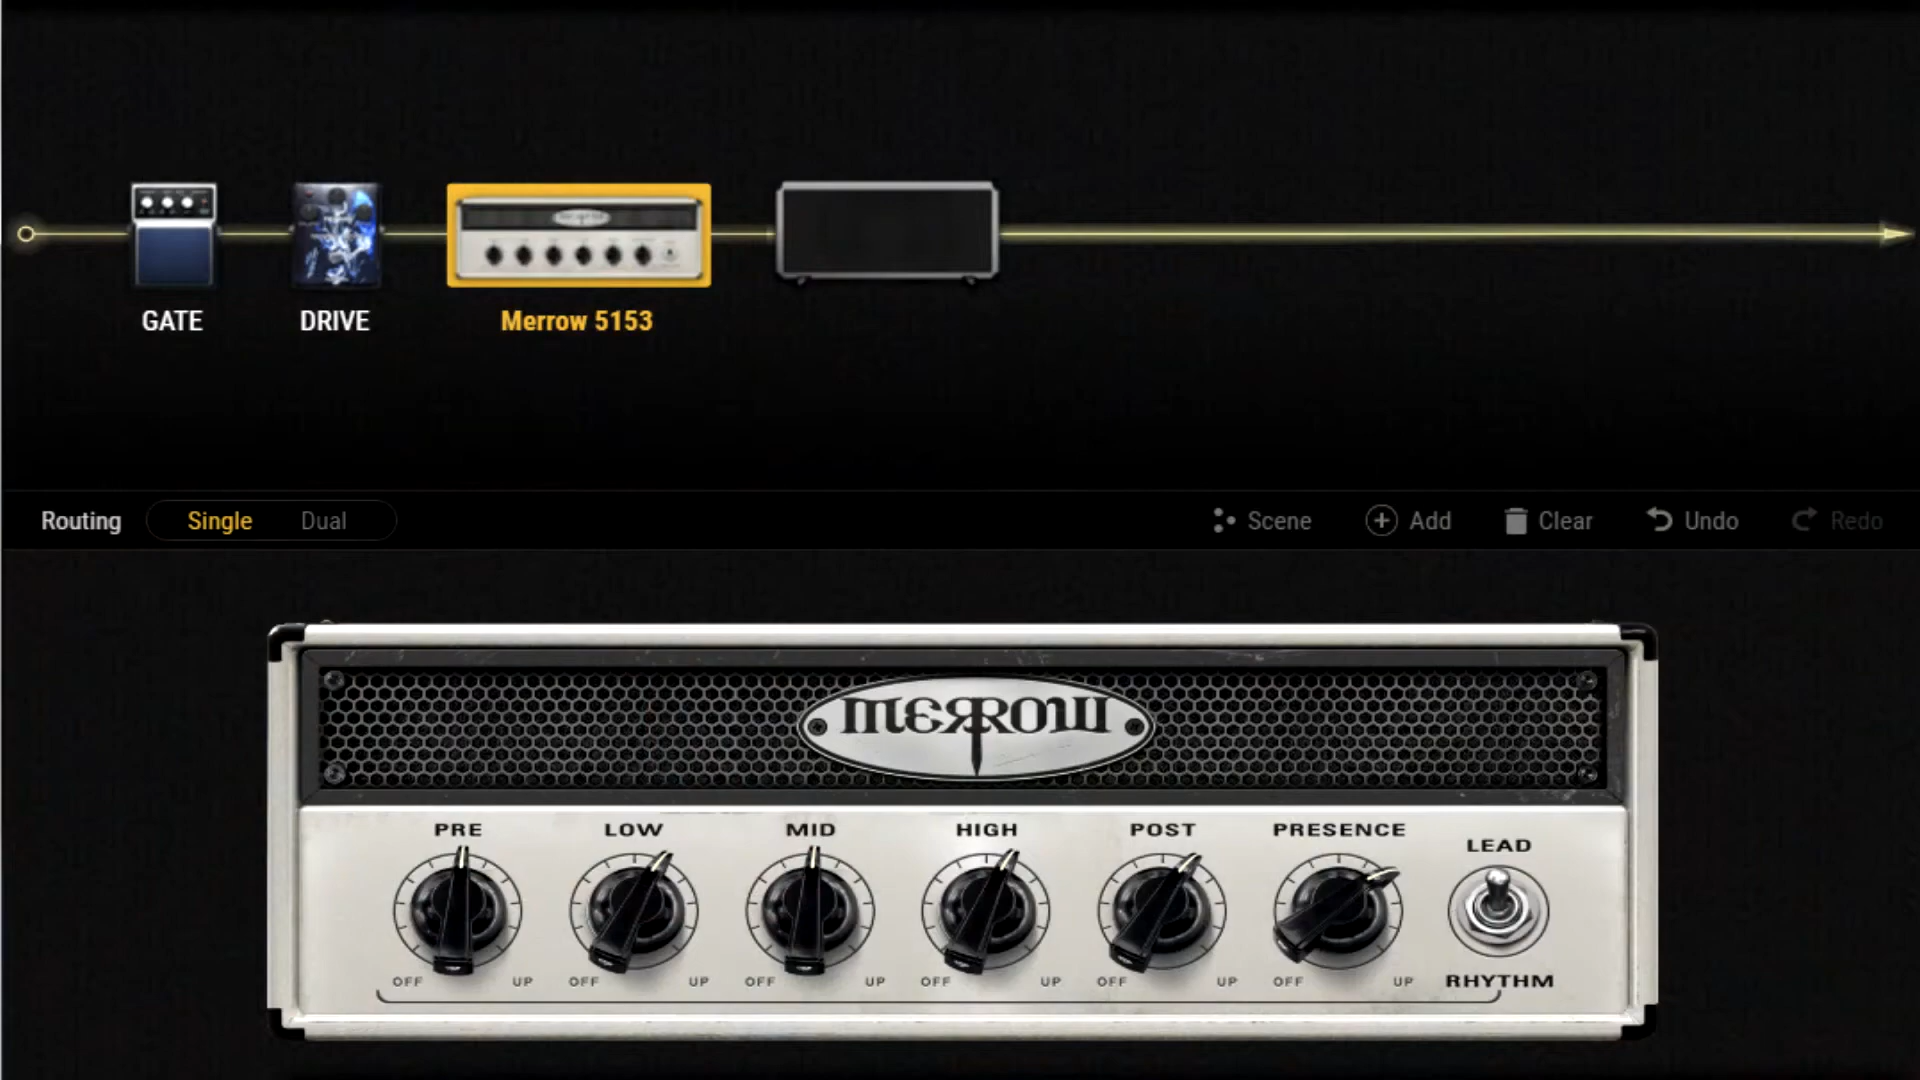 GATE DRIVE Merrow 5153
Routing Single Dual Scene Add Clear Undo Redo
MERROW
PRE LOW MID HIGH POST PRESENCE LEAD
OFF UP OFF UP OFF UP OFF UP OFF UP OFF UP RHYTHM